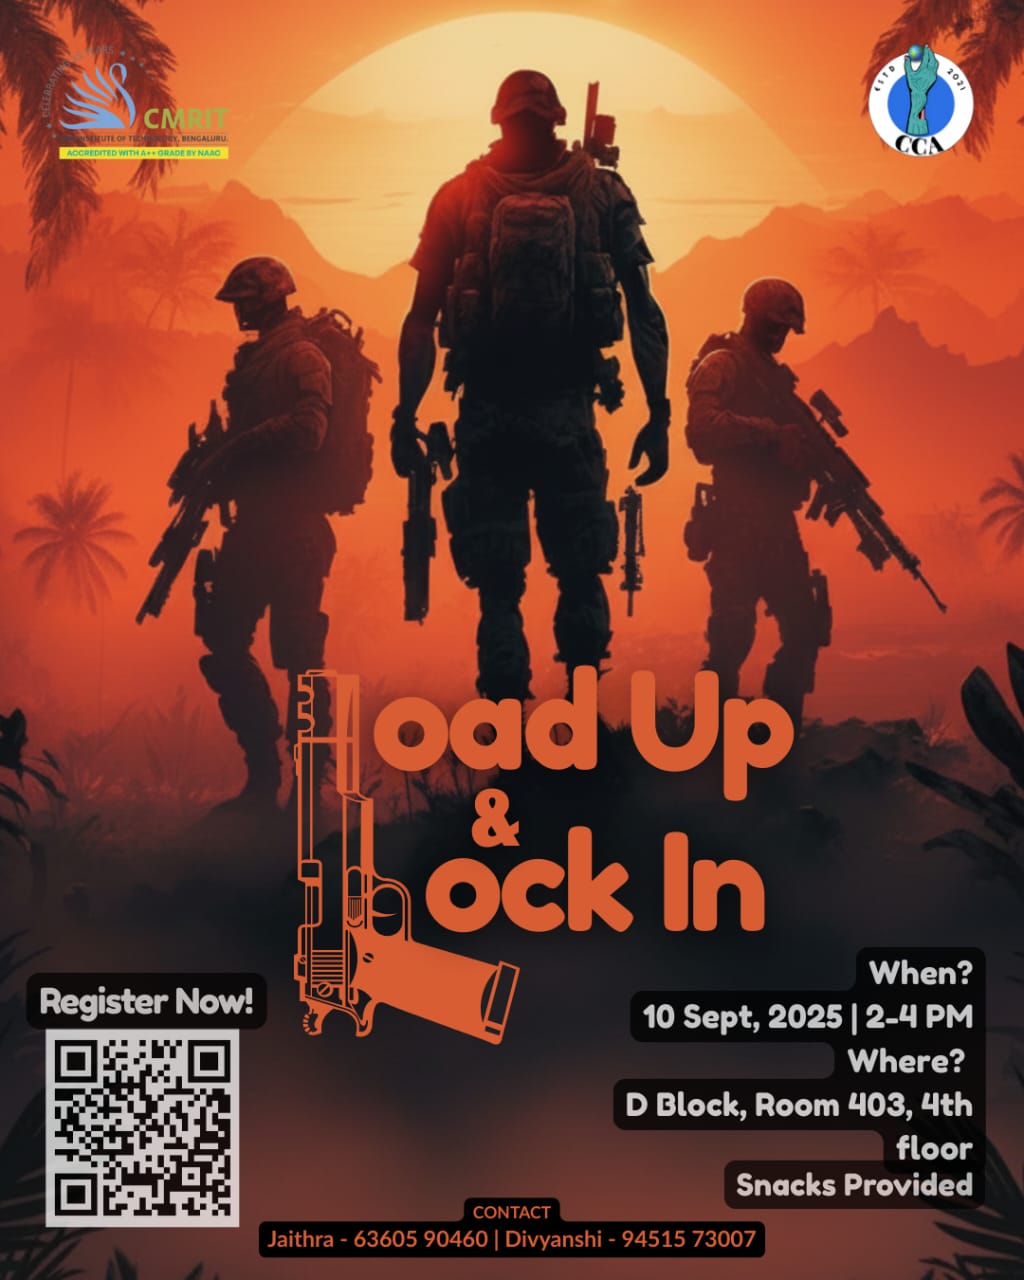 CELEBRATING YEARS
CMRIT
INSTITUTE OF TECHNOLOGY, BENGALURU.
ACCREDITED WITH A++ GRADE BY NAAC
ESTD 2021
CCA
Load Up
&
Lock In
Register Now!
When?
10 Sept, 2025 | 2-4 PM
Where?
D Block, Room 403, 4th
floor
Snacks Provided
CONTACT
Jaithra - 63605 90460 | Divyanshi - 94515 73007